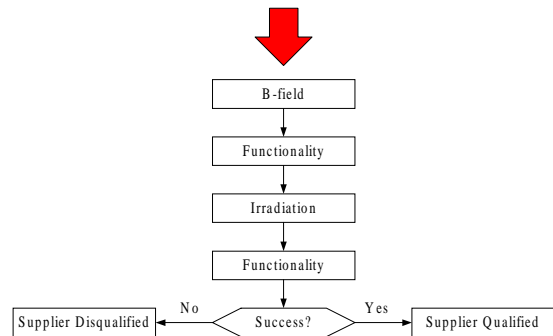 B-field
Functionality
Irradiation
Functionality
No
Yes
Supplier Disqualified
Success?
Supplier Qualified